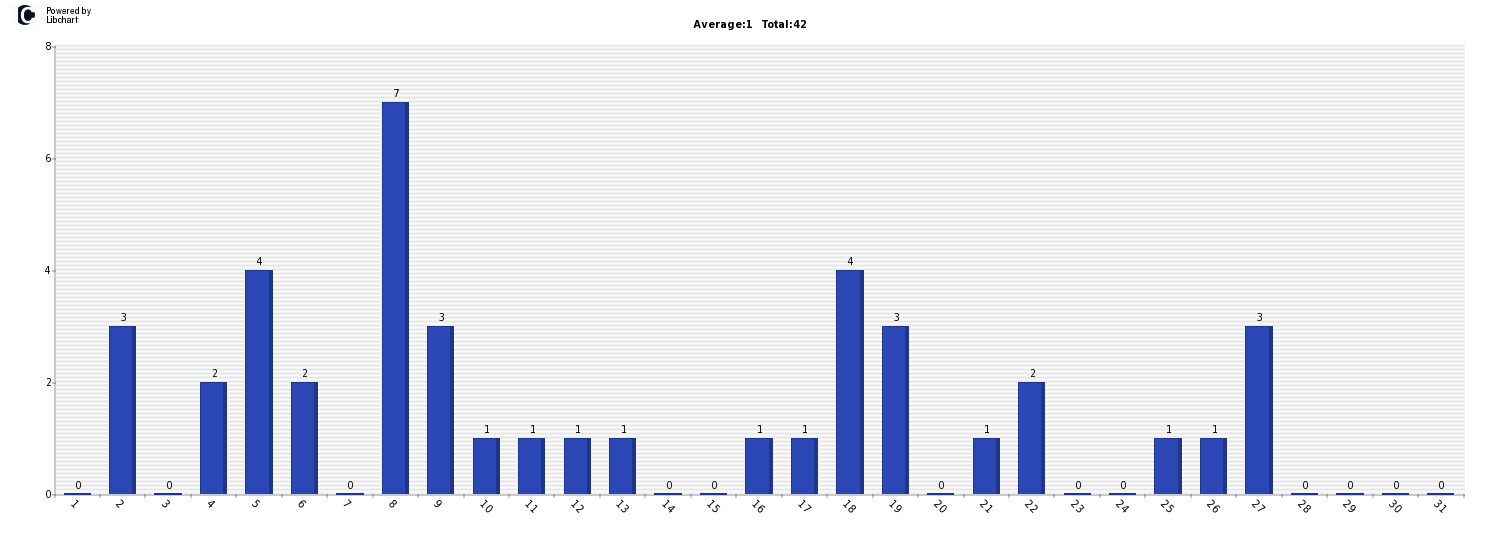 Powered by
Libchart
Average:1 Total:42
8
6
4
2
0
0 3 0 2 4 2 0 7 3 1 1 1 1 0 0 1 1 4 3 0 1 2 0 0 1 1 3 0 0 0 0
1 2 3 4 5 6 7 8 9 10 11 12 13 14 15 16 17 18 19 20 21 22 23 24 25 26 27 28 29 30 31